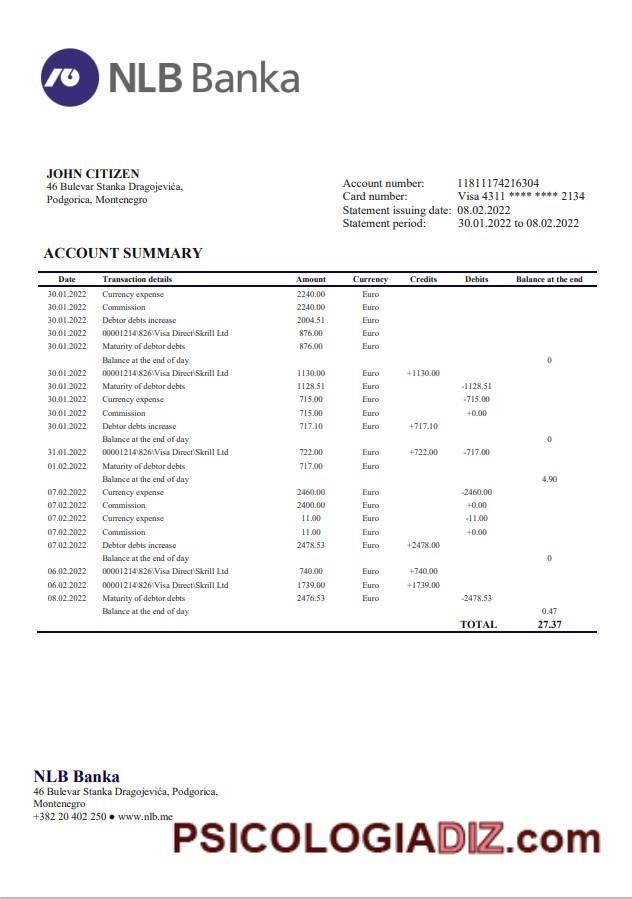 NLB Banka
JOHN CITIZEN
46 Bulevar Stanka Dragojevića,
Podgorica, Montenegro
Account number: 11811174216304
Card number: Visa 4311 **** **** 2134
Statement issuing date: 08.02.2022
Statement period: 30.01.2022 to 08.02.2022
ACCOUNT SUMMARY
Date Transaction details Amount Currency Credits Debits Balance at the end
30.01.2022 Currency expense 2240.00 Euro
30.01.2022 Commission 2240.00 Euro
30.01.2022 Debtor debts increase 2004.51 Euro
30.01.2022 00001214\826\Visa Direct\Skrill Ltd 876.00 Euro
30.01.2022 Maturity of debtor debts 876.00 Euro
Balance at the end of day 0
30.01.2022 00001214\826\Visa Direct\Skrill Ltd 1130.00 Euro +1130.00
30.01.2022 Maturity of debtor debts 1128.51 Euro -1128.51
30.01.2022 Currency expense 715.00 Euro -715.00
30.01.2022 Commission 715.00 Euro +0.00
30.01.2022 Debtor debts increase 717.10 Euro +717.10
Balance at the end of day 0
31.01.2022 00001214\826\Visa Direct\Skrill Ltd 722.00 Euro +722.00 -717.00
01.02.2022 Maturity of debtor debts 717.00 Euro
Balance at the end of day 4.90
07.02.2022 Currency expense 2460.00 Euro -2460.00
07.02.2022 Commission 2400.00 Euro +0.00
07.02.2022 Currency expense 11.00 Euro -11.00
07.02.2022 Commission 11.00 Euro +0.00
07.02.2022 Debtor debts increase 2478.53 Euro +2478.00
Balance at the end of day 0
06.02.2022 00001214\826\Visa Direct\Skrill Ltd 740.00 Euro +740.00
06.02.2022 00001214\826\Visa Direct\Skrill Ltd 1739.00 Euro +1739.00
08.02.2022 Maturity of debtor debts 2476.53 Euro -2478.53
Balance at the end of day 0.47
TOTAL 27.37
NLB Banka
46 Bulevar Stanka Dragojevića, Podgorica,
Montenegro
+382 20 402 250 ● www.nlb.me
PSICOLOGIADIZ.com